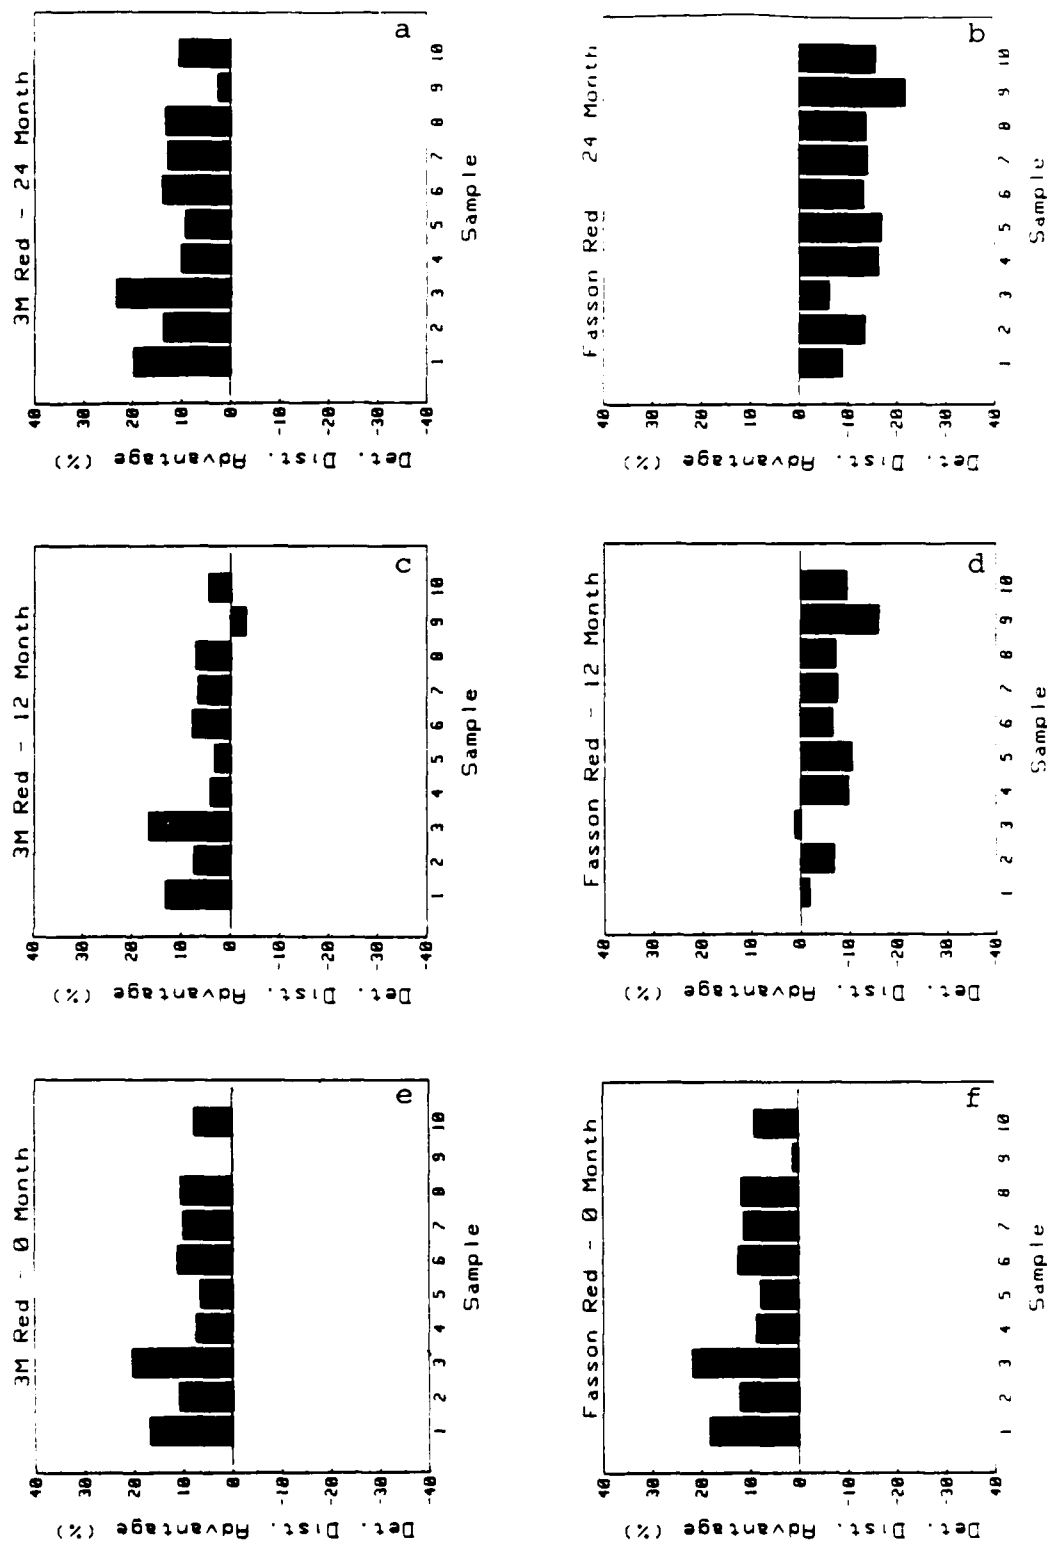 3M Red - 24 Month
40
30
20
10
0
-10
-20
-30
-40
Det. Dist. Advantage (%)
1 2 3 4 5 6 7 8 9 10
Sample
a
Fasson Red 24 Month
40
30
20
10
0
-10
-20
-30
-40
Det. Dist. Advantage (%)
1 2 3 4 5 6 7 8 9 10
Sample
b
3M Red - 12 Month
40
30
20
10
0
-10
-20
-30
-40
Det. Dist. Advantage (%)
1 2 3 4 5 6 7 8 9 10
Sample
c
Fasson Red - 12 Month
40
30
20
10
0
-10
-20
-30
-40
Det. Dist. Advantage (%)
1 2 3 4 5 6 7 8 9 10
Sample
d
3M Red - 0 Month
40
30
20
10
0
-10
-20
-30
-40
Det. Dist. Advantage (%)
1 2 3 4 5 6 7 8 9 10
Sample
e
Fasson Red - 0 Month
40
30
20
10
0
-10
-20
-30
-40
Det. Dist. Advantage (%)
1 2 3 4 5 6 7 8 9 10
Sample
f